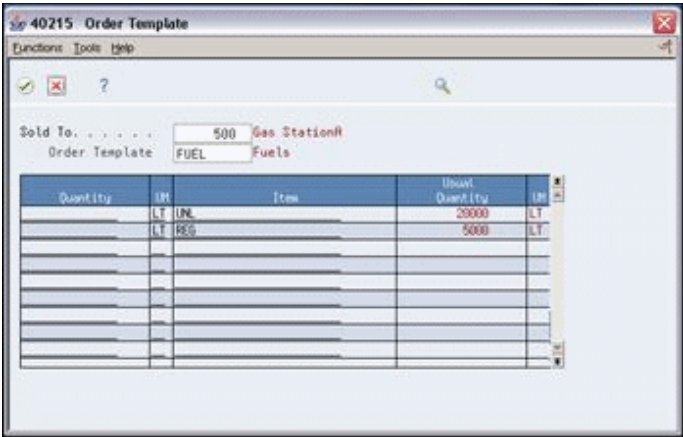 40215 Order Template
Functions Tools Help
?
Sold To. . . . . . 500 Gas StationA
Order Template FUEL Fuels
Quantity UM Item Usual Quantity UM
LT UNL 20000 LT
LT REG 5000 LT